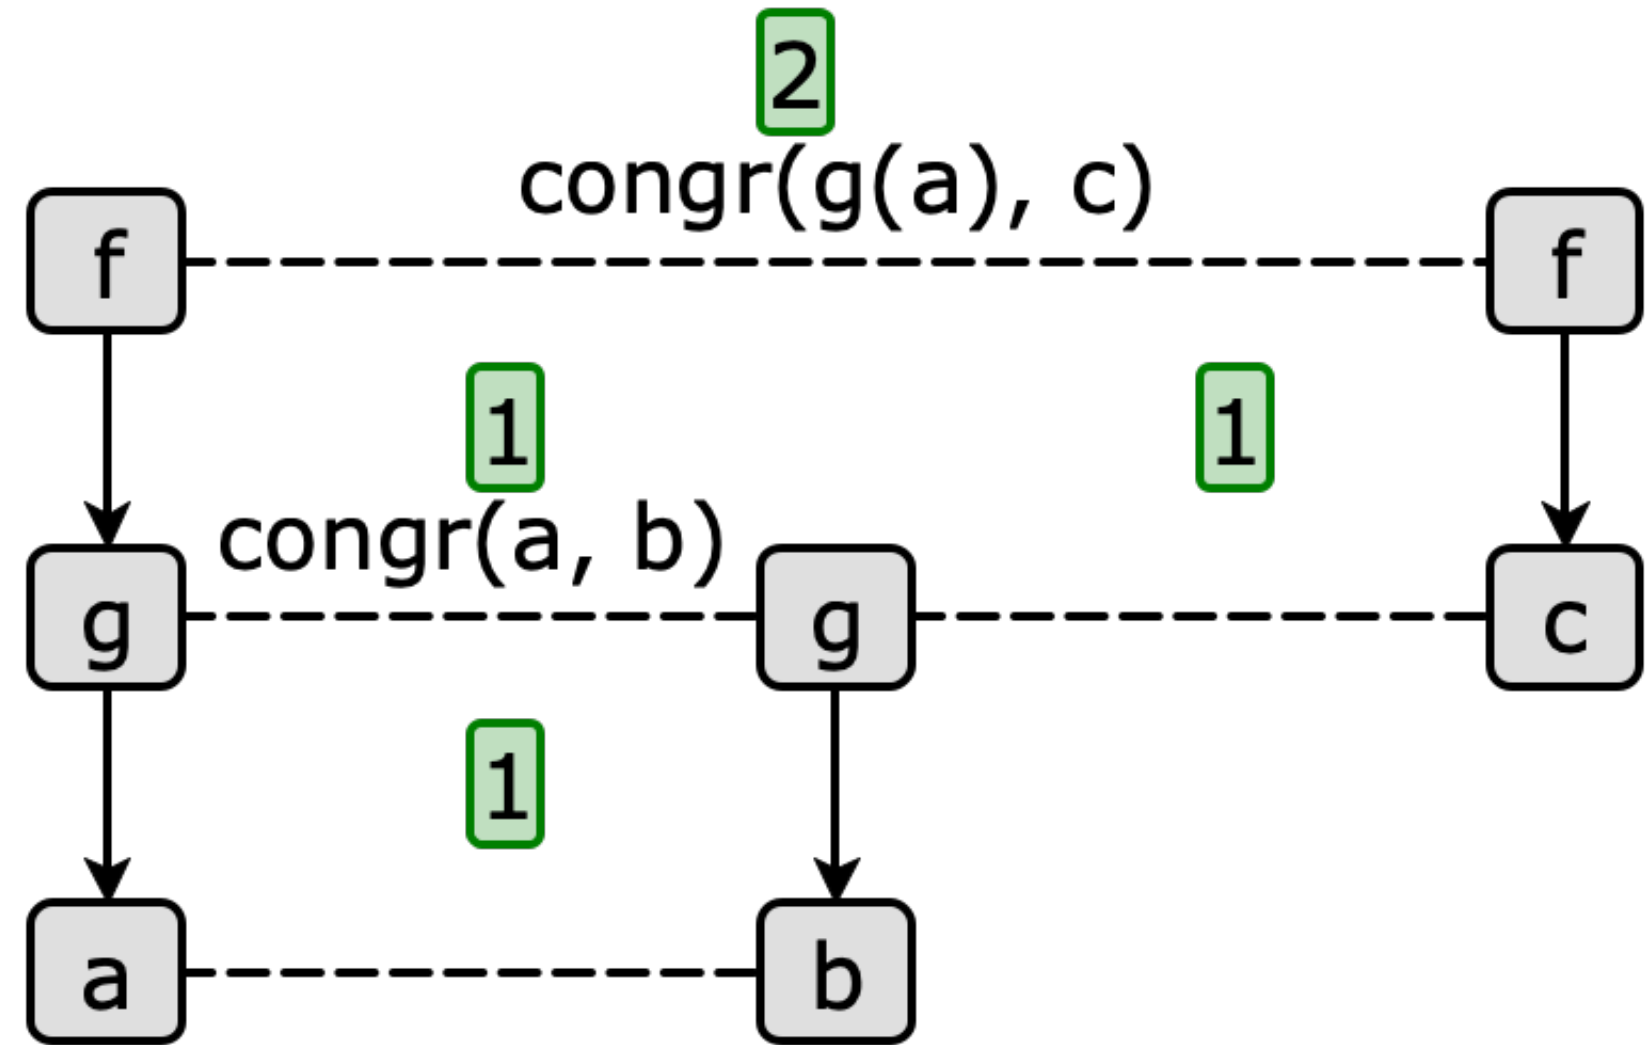 2
congr(g(a), c)
f f
1 1
congr(a, b)
g g c
1
a b